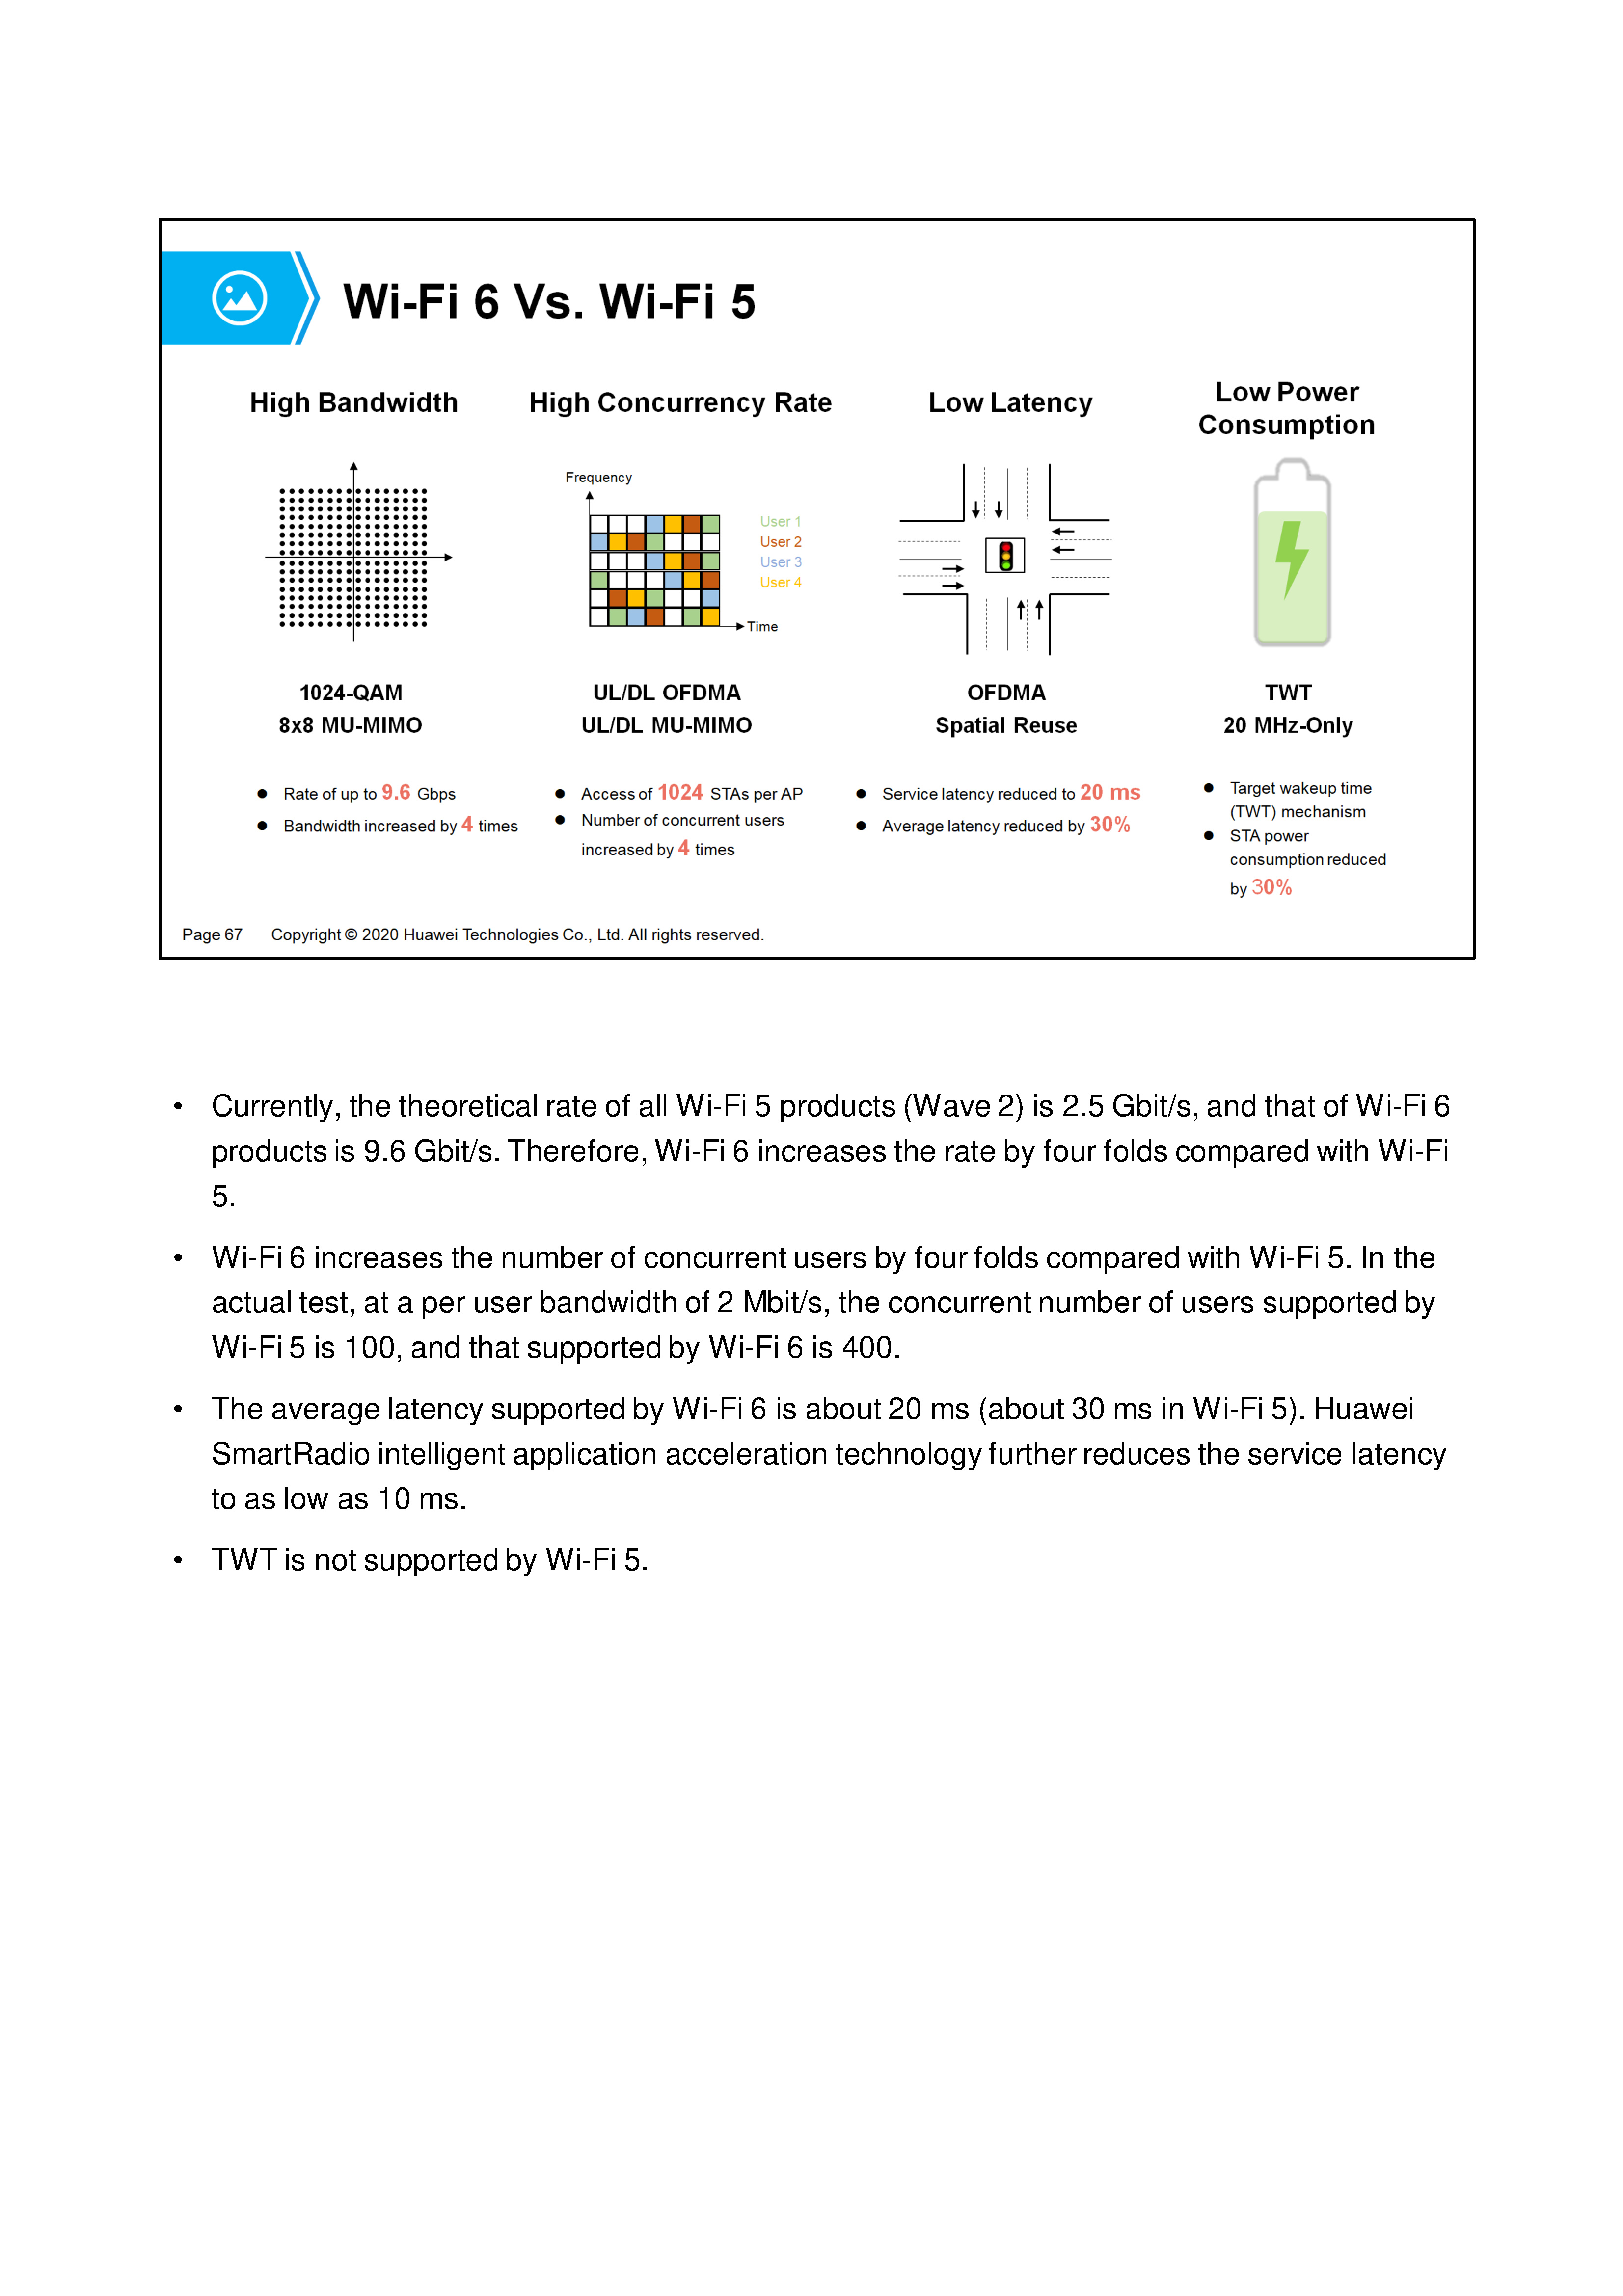 Wi-Fi 6 Vs. Wi-Fi 5
High Bandwidth
High Concurrency Rate
Low Latency
Low Power
Consumption
Frequency
User 1
User 2
User 3
User 4
Time
1024-QAM
8x8 MU-MIMO
UL/DL OFDMA
UL/DL MU-MIMO
OFDMA
Spatial Reuse
TWT
20 MHz-Only
● Rate of up to 9.6 Gbps
● Bandwidth increased by 4 times
● Access of 1024 STAs per AP
● Number of concurrent users
increased by 4 times
● Service latency reduced to 20 ms
● Average latency reduced by 30%
● Target wakeup time
(TWT) mechanism
● STA power
consumption reduced
by 30%
Page 67 Copyright © 2020 Huawei Technologies Co., Ltd. All rights reserved.
• Currently, the theoretical rate of all Wi-Fi 5 products (Wave 2) is 2.5 Gbit/s, and that of Wi-Fi 6
products is 9.6 Gbit/s. Therefore, Wi-Fi 6 increases the rate by four folds compared with Wi-Fi
5.
• Wi-Fi 6 increases the number of concurrent users by four folds compared with Wi-Fi 5. In the
actual test, at a per user bandwidth of 2 Mbit/s, the concurrent number of users supported by
Wi-Fi 5 is 100, and that supported by Wi-Fi 6 is 400.
• The average latency supported by Wi-Fi 6 is about 20 ms (about 30 ms in Wi-Fi 5). Huawei
SmartRadio intelligent application acceleration technology further reduces the service latency
to as low as 10 ms.
• TWT is not supported by Wi-Fi 5.